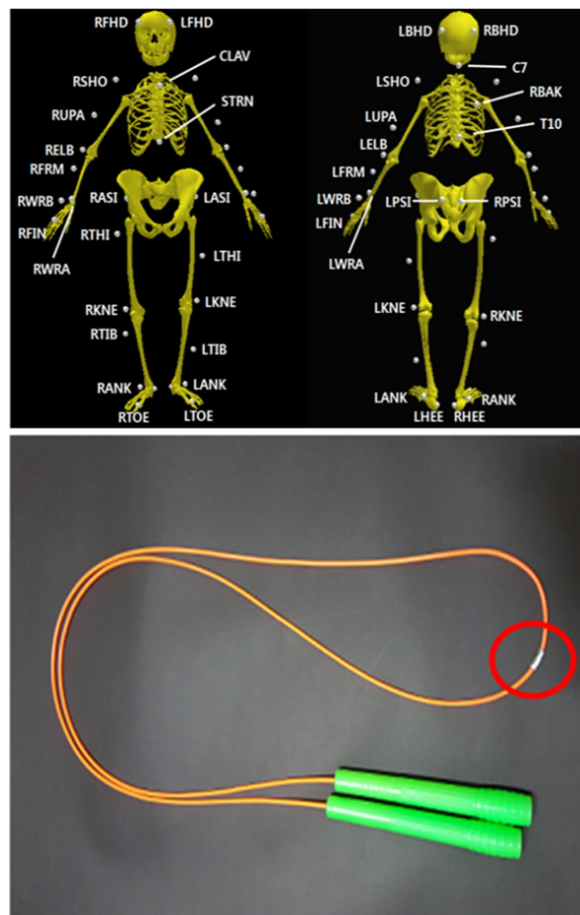 RFHD LFHD
CLAV
RSHO
STRN
RUPA
RELB
RFRM
RWRB
RASI
LASI
RFIN
RTHI
RWRA
LTHI
RKNE
LKNE
RTIB
LTIB
RANK
LANK
RTOE
LTOE
LBHD RBHD
C7
LSHO
RBAK
LUPA
T10
LELB
LFRM
LWRB
LPSI
RPSI
LFIN
LWRA
LKNE
RKNE
LANK
RANK
LHEE RHEE